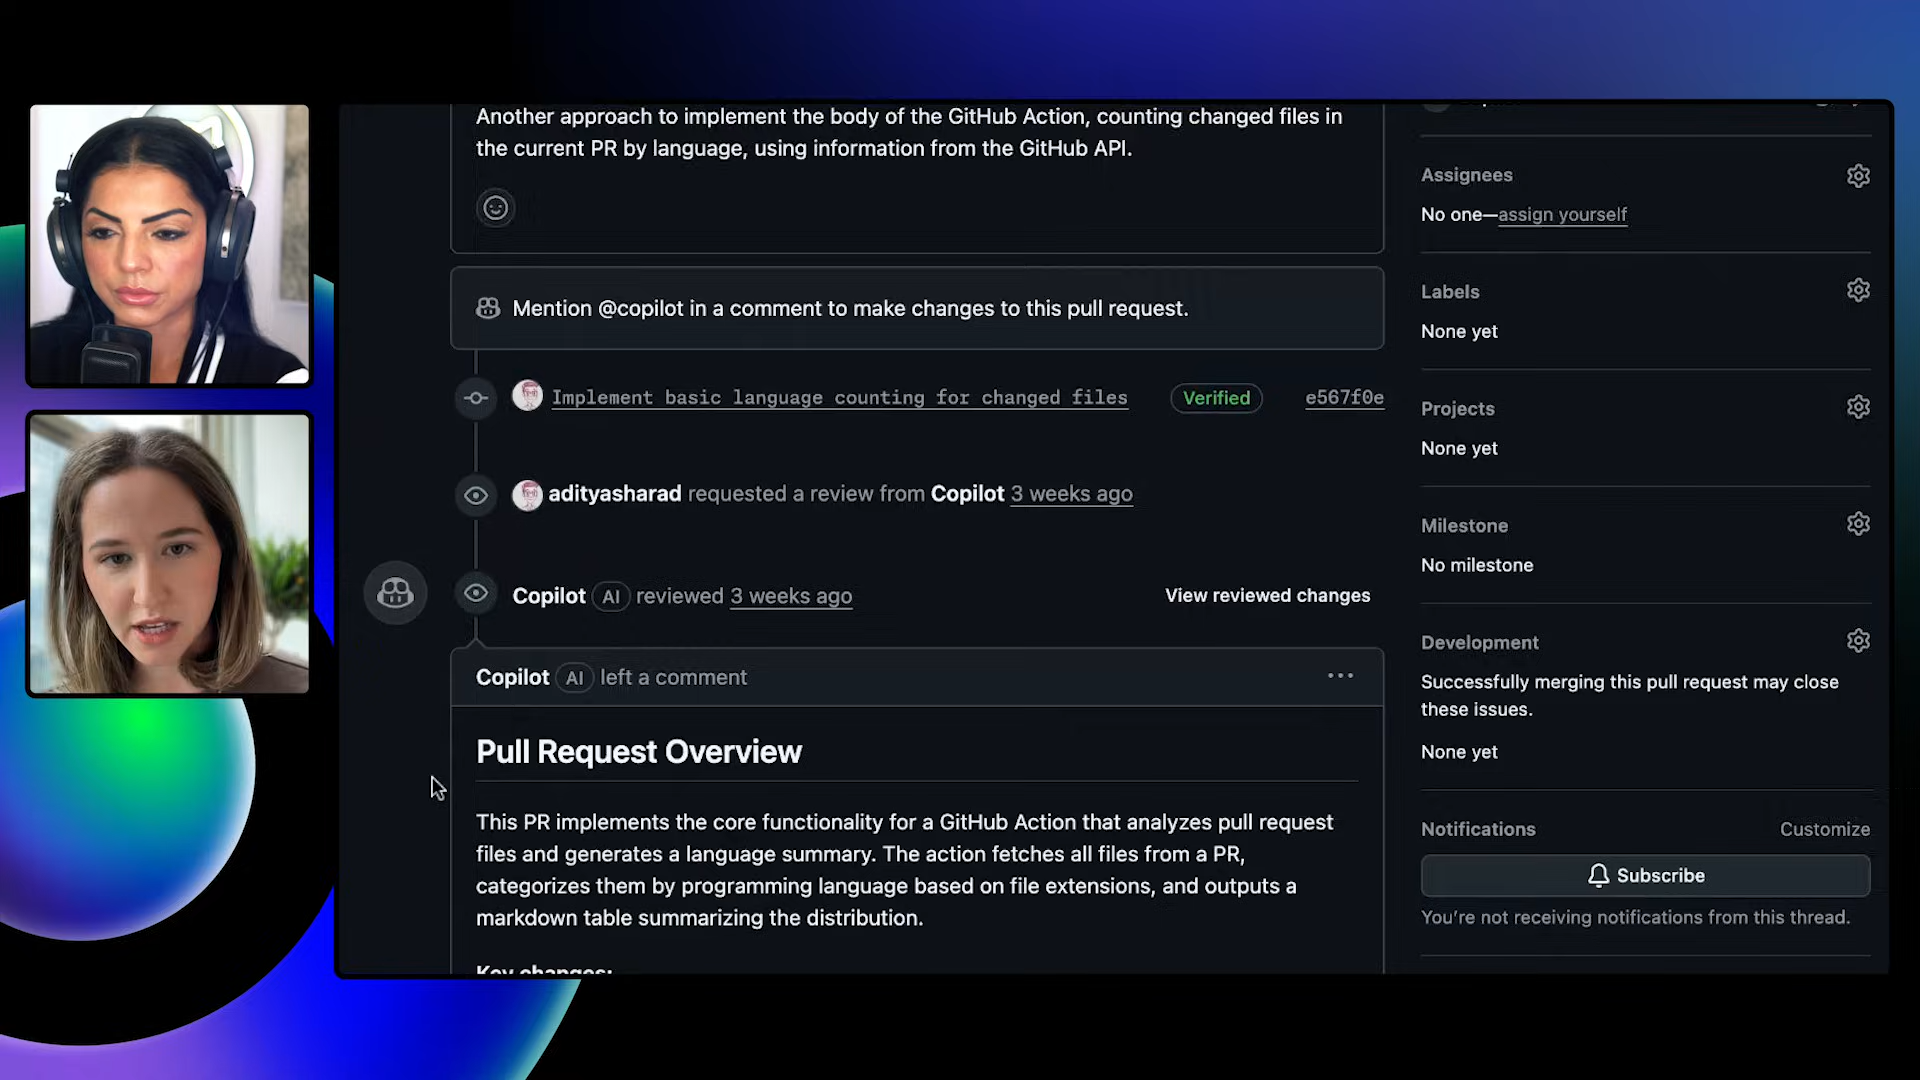 Another approach to implement the body of the GitHub Action, counting changed files in
the current PR by language, using information from the GitHub API.
Mention @copilot in a comment to make changes to this pull request.
Implement basic language counting for changed files Verified e567f0e
adityasharad requested a review from Copilot 3 weeks ago
Copilot AI reviewed 3 weeks ago View reviewed changes
Copilot AI left a comment
Pull Request Overview
This PR implements the core functionality for a GitHub Action that analyzes pull request
files and generates a language summary. The action fetches all files from a PR,
categorizes them by programming language based on file extensions, and outputs a
markdown table summarizing the distribution.
Key changes:
Assignees
No one—assign yourself
Labels
None yet
Projects
None yet
Milestone
No milestone
Development
Successfully merging this pull request may close
these issues.
None yet
Notifications Customize
Subscribe
You're not receiving notifications from this thread.